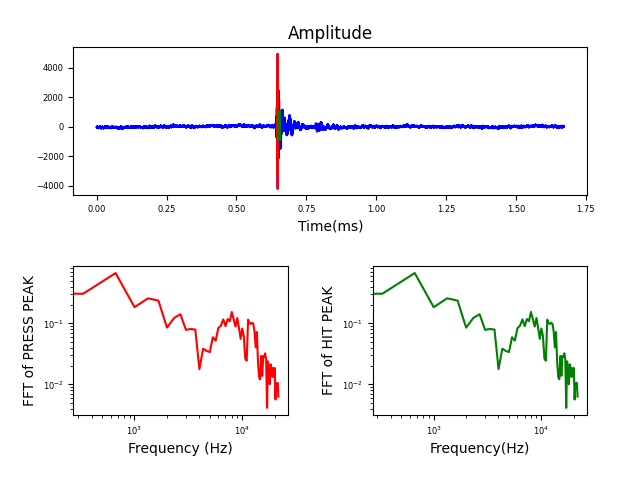 Amplitude
4000
2000
0
−2000
−4000
0.00 0.25 0.50 0.75 1.00 1.25 1.50 1.75
Time(ms)
FFT of PRESS PEAK
10⁻¹
10⁻²
10³ 10⁴
Frequency (Hz)
FFT of HIT PEAK
10⁻¹
10⁻²
10³ 10⁴
Frequency(Hz)